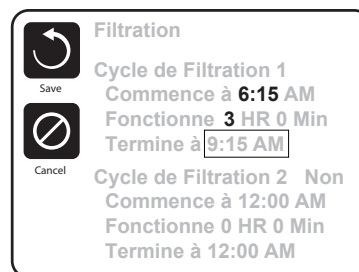 Filtration
Save
Cycle de Filtration 1
Commence à 6:15 AM
Fonctionne 3 HR 0 Min
Termine à 9:15 AM
Cancel
Cycle de Filtration 2 Non
Commence à 12:00 AM
Fonctionne 0 HR 0 Min
Termine à 12:00 AM